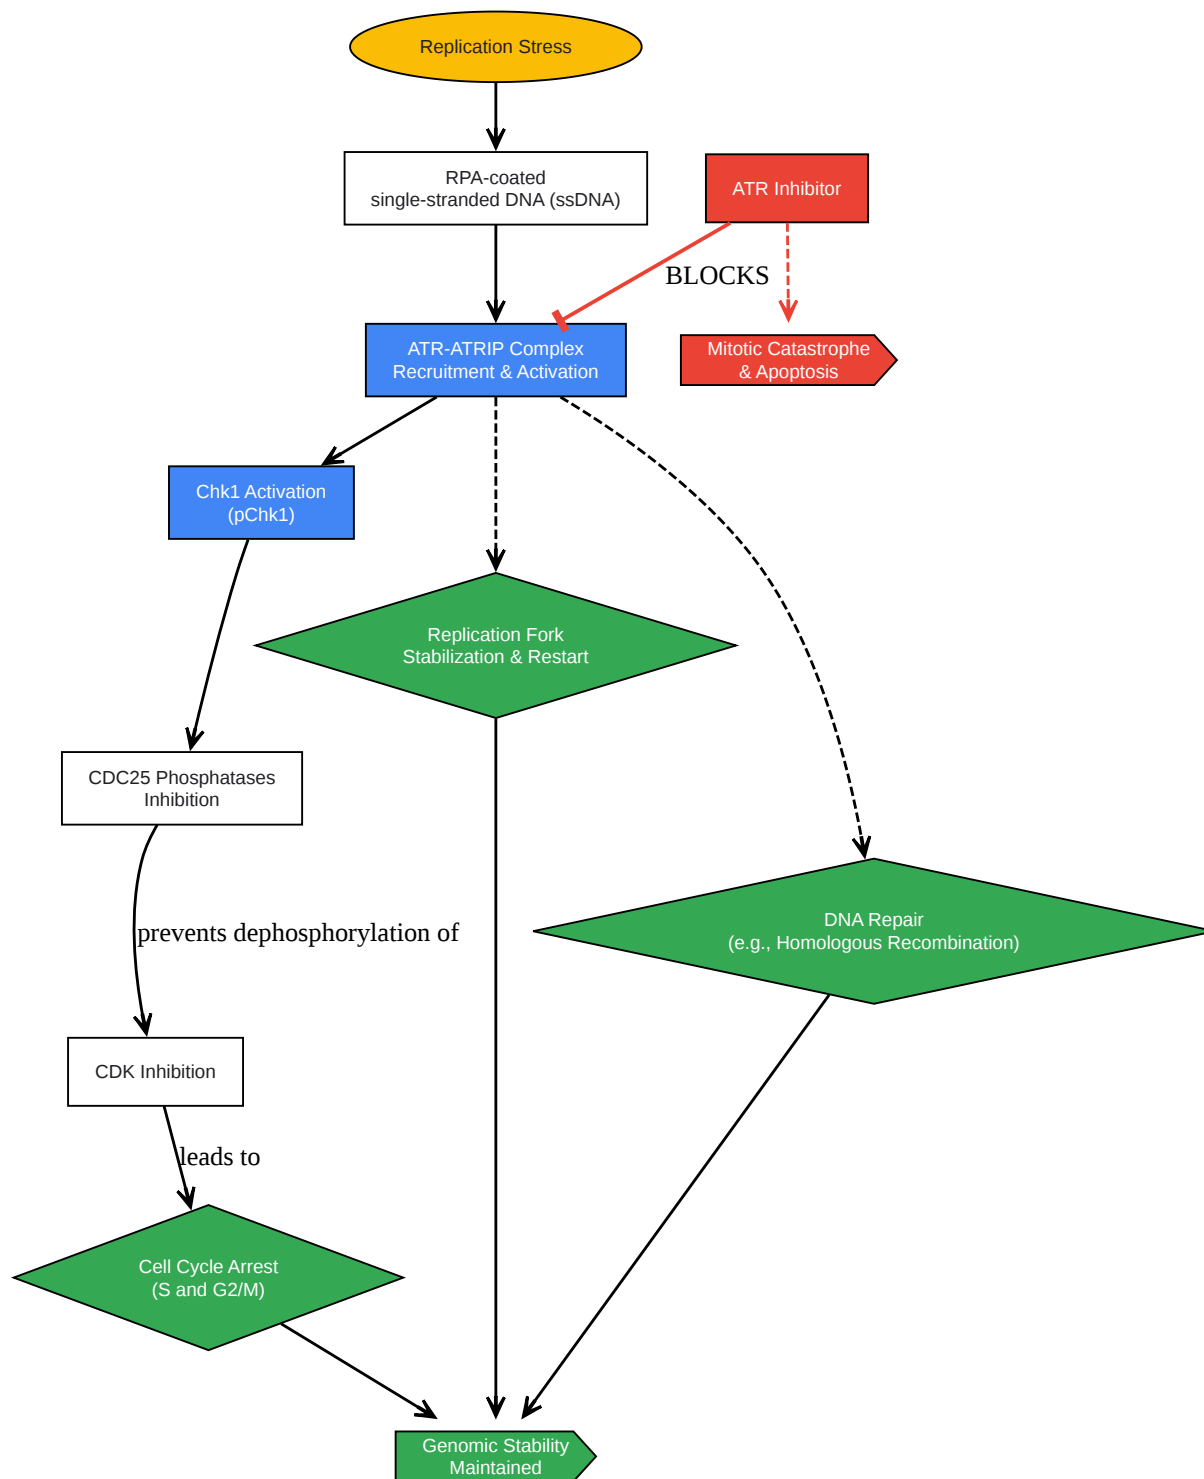 Replication Stress
RPA-coated
single-stranded DNA (ssDNA)
ATR Inhibitor
BLOCKS
ATR-ATRIP Complex
Recruitment & Activation
Mitotic Catastrophe
& Apoptosis
Chk1 Activation
(pChk1)
Replication Fork
Stabilization & Restart
CDC25 Phosphatases
Inhibition
prevents dephosphorylation of
DNA Repair
(e.g., Homologous Recombination)
CDK Inhibition
leads to
Cell Cycle Arrest
(S and G2/M)
Genomic Stability
Maintained